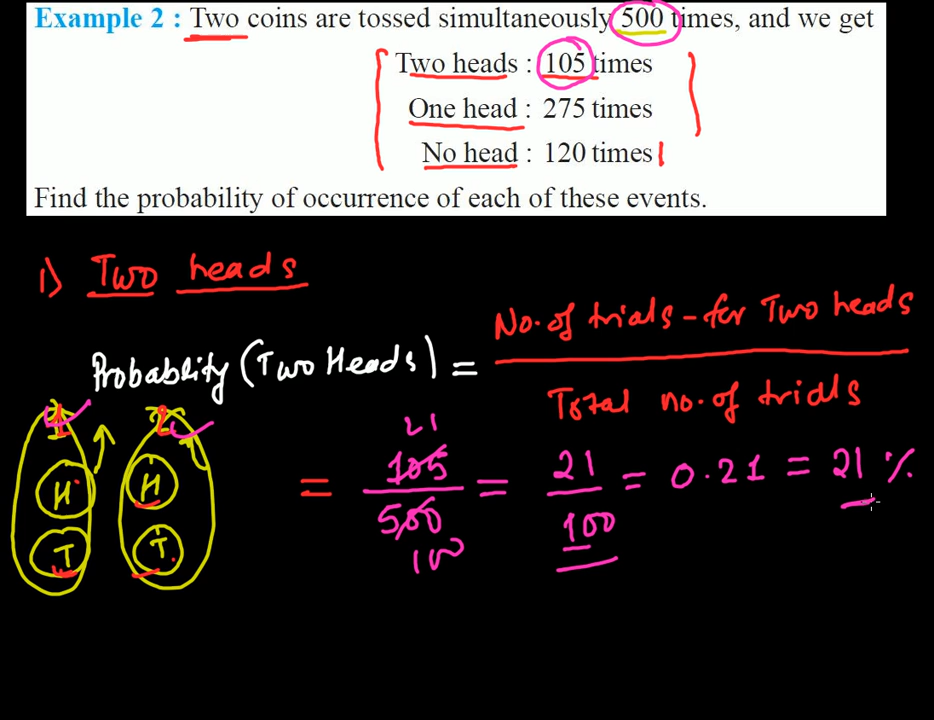 Example 2 : Two coins are tossed simultaneously 500 times, and we get
Two heads : 105 times
One head : 275 times
No head : 120 times
Find the probability of occurrence of each of these events.
1) Two heads
Probability (Two Heads) = No. of trials - for Two heads
Total no. of trials
1 2
21
H H = 105 = 21 = 0.21 = 21 %
500 100
T T 100